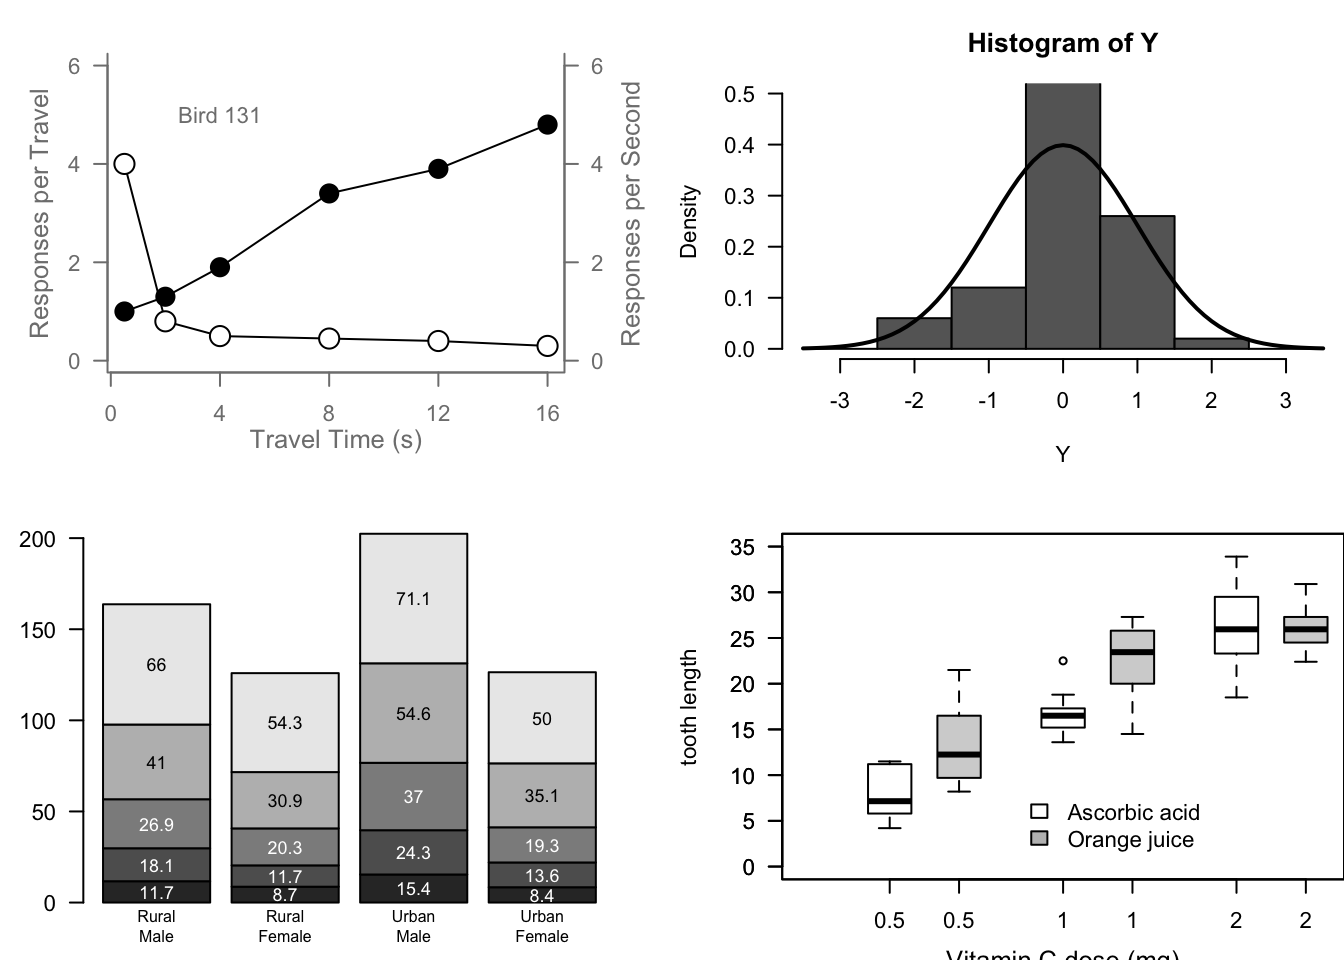 6
4
2
0
Responses per Travel
Bird 131
6
4
2
0
Responses per Second
0 4 8 12 16
Travel Time (s)
Histogram of Y
0.5
0.4
0.3
0.2
0.1
0.0
Density
-3 -2 -1 0 1 2 3
Y
200
150
100
50
0
66
41
26.9
18.1
11.7
54.3
30.9
20.3
11.7
8.7
71.1
54.6
37
24.3
15.4
50
35.1
19.3
13.6
8.4
Rural Rural Urban Urban
Male Female Male Female
35
30
25
20
15
10
5
0
tooth length
Ascorbic acid
Orange juice
0.5 0.5 1 1 2 2
Vitamin C dose (mg)